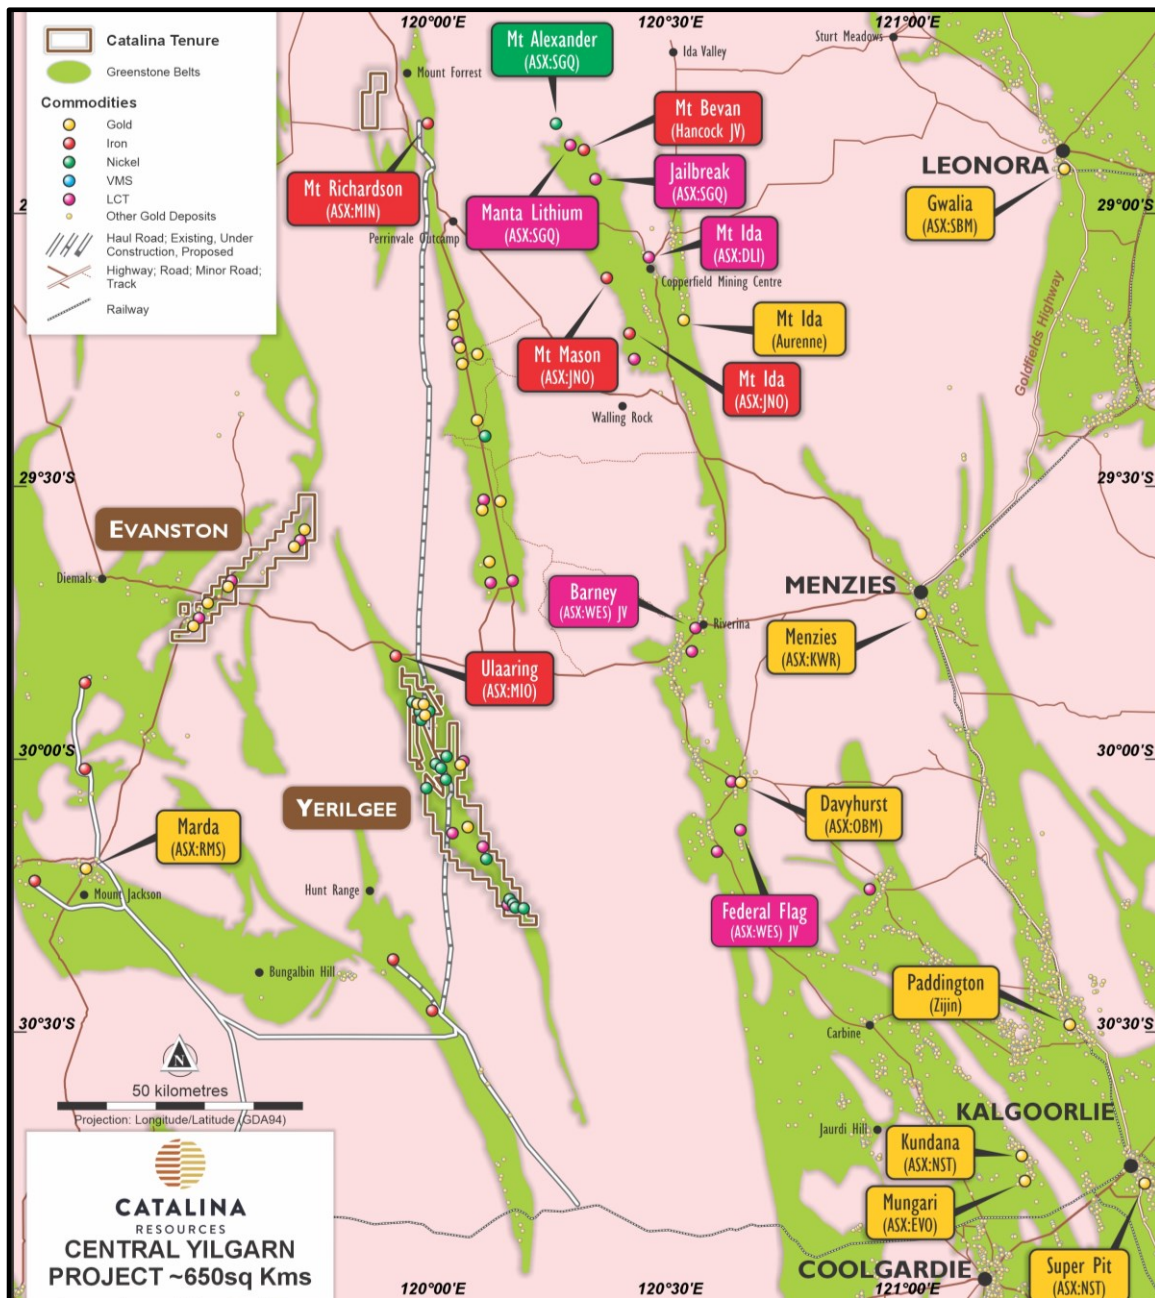 120°00'E
120°30'E
121°00'E
Catalina Tenure
Greenstone Belts
Commodities
Gold
Iron
Nickel
VMS
LCT
Other Gold Deposits
Haul Road; Existing, Under
Construction, Proposed
Highway; Road; Minor Road;
Track
Railway
Mt Alexander
(ASX:SGQ)
Sturt Meadows
Ida Valley
Mount Forrest
Mt Bevan
(Hancock JV)
LEONORA
Jailbreak
(ASX:SGQ)
Mt Richardson
(ASX:MIN)
Manta Lithium
(ASX:SGQ)
Gwalia
(ASX:SBM)
29°00'S
Perrinvale Outcamp
Mt Ida
(ASX:DLI)
Copperfield Mining Centre
Goldfields Highway
Mt Ida
(Aurenne)
Mt Mason
(ASX:JNO)
Mt Ida
(ASX:JNO)
Walling Rock
29°30'S
29°30'S
EVANSTON
Diemals
MENZIES
Barney
(ASX:WES) JV
Riverina
Menzies
(ASX:KWR)
Ulaaring
(ASX:MIO)
30°00'S
30°00'S
YERILGEE
Davyhurst
(ASX:OBM)
Marda
(ASX:RMS)
Mount Jackson
Hunt Range
Federal Flag
(ASX:WES) JV
Bungalbin Hill
Paddington
(Zijin)
30°30'S
30°30'S
Carbine
N
50 kilometres
Projection: Longitude/Latitude (GDA94)
KALGOORLIE
Jaurdi Hill
Kundana
(ASX:NST)
Mungari
(ASX:EVO)
CATALINA
RESOURCES
CENTRAL YILGARN
PROJECT ~650sq Kms
COOLGARDIE
Super Pit
(ASX:NST)
120°00'E
120°30'E
121°00'E